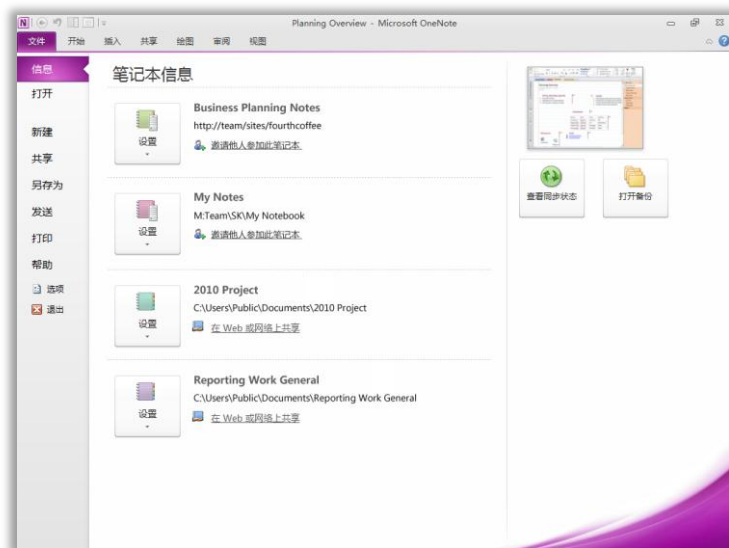 Planning Overview - Microsoft OneNote
文件 开始 插入 共享 绘图 审阅 视图
信息
打开
新建
共享
另存为
发送
打印
帮助
选项
退出
笔记本信息
设置
Business Planning Notes
http://team/sites/fourthcoffee
邀请他人参加此笔记本
设置
My Notes
M:Team\SK\My Notebook
邀请他人参加此笔记本
设置
2010 Project
C:\Users\Public\Documents\2010 Project
在 Web 或网络上共享
设置
Reporting Work General
C:\Users\Public\Documents\Reporting Work General
在 Web 或网络上共享
查看同步状态
打开备份